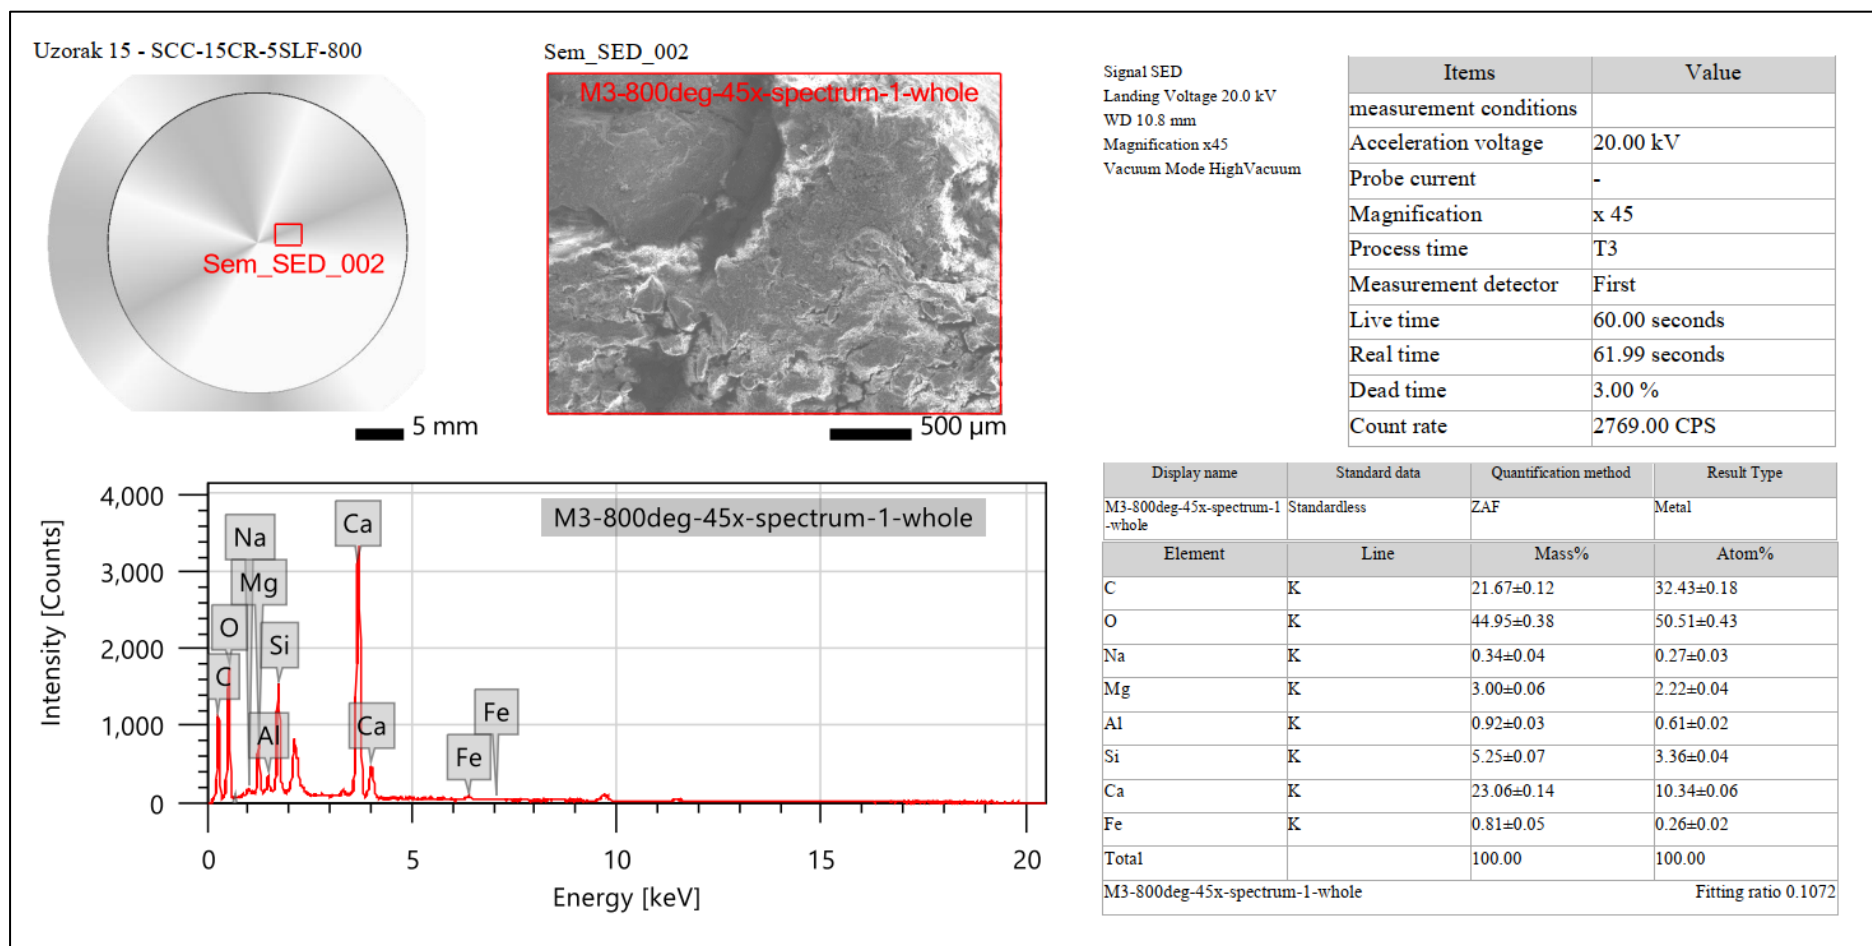 Uzorak 15 - SCC-15CR-5SLF-800
Sem_SED_002
5 mm
Sem_SED_002
M3-800deg-45x-spectrum-1-whole
500 µm
Signal SED
Landing Voltage 20.0 kV
WD 10.8 mm
Magnification x45
Vacuum Mode HighVacuum
Items Value
measurement conditions
Acceleration voltage 20.00 kV
Probe current -
Magnification x 45
Process time T3
Measurement detector First
Live time 60.00 seconds
Real time 61.99 seconds
Dead time 3.00 %
Count rate 2769.00 CPS
Intensity [Counts]
4,000
3,000
2,000
1,000
0
M3-800deg-45x-spectrum-1-whole
C
O
Na
Mg
Al
Si
Ca
Ca
Fe
Fe
0 5 10 15 20
Energy [keV]
Display name Standard data Quantification method Result Type
M3-800deg-45x-spectrum-1 Standardless ZAF Metal
-whole
Element Line Mass% Atom%
C K 21.67±0.12 32.43±0.18
O K 44.95±0.38 50.51±0.43
Na K 0.34±0.04 0.27±0.03
Mg K 3.00±0.06 2.22±0.04
Al K 0.92±0.03 0.61±0.02
Si K 5.25±0.07 3.36±0.04
Ca K 23.06±0.14 10.34±0.06
Fe K 0.81±0.05 0.26±0.02
Total 100.00 100.00
M3-800deg-45x-spectrum-1-whole Fitting ratio 0.1072